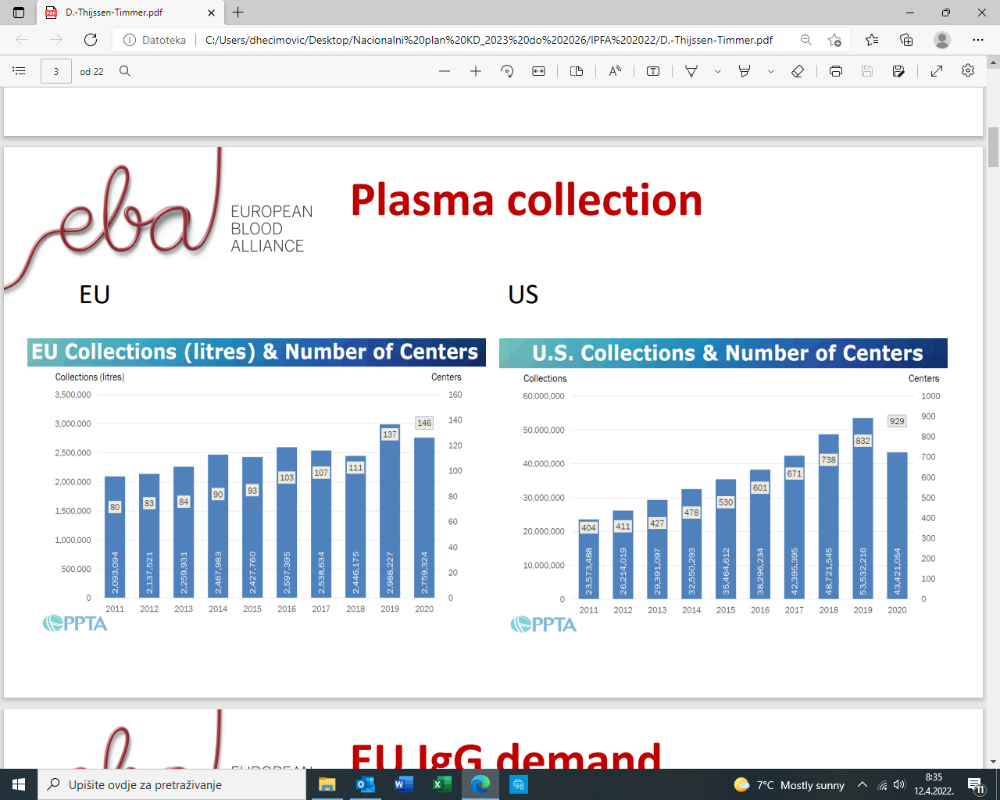 D.-Thijssen-Timmer.pdf
Datoteka
C:/Users/dhecimovic/Desktop/Nacionalni%20plan%20KD_2023%20do%202026/IPFA%202022/D.-Thijssen-Timmer.pdf
3 od 22
eba
EUROPEAN
BLOOD
ALLIANCE
Plasma collection
EU
EU Collections (litres) & Number of Centers
Collections (litres) Centers
3,500,000 160
3,000,000 140
2,500,000 120
2,000,000 100
1,500,000 80
1,000,000 60
500,000 40
0 20
0
80 83 84 90 93 103 107 111 137 146
2,093,094 2,137,521 2,259,931 2,467,983 2,427,760 2,597,395 2,538,634 2,446,175 2,988,227 2,759,324
2011 2012 2013 2014 2015 2016 2017 2018 2019 2020
PPTA
US
U.S. Collections & Number of Centers
Collections Centers
60,000,000 1000
50,000,000 900
40,000,000 800
30,000,000 700
20,000,000 600
10,000,000 500
0 400
300
200
100
0
404 411 427 478 530 601 671 738 832 929
23,573,488 26,214,019 29,391,097 32,550,293 35,464,612 38,296,234 42,395,395 48,721,545 53,532,216 43,421,054
2011 2012 2013 2014 2015 2016 2017 2018 2019 2020
PPTA
EU IgG demand
Upišite ovdje za pretraživanje
7°C Mostly sunny
8:35
12.4.2022.
11